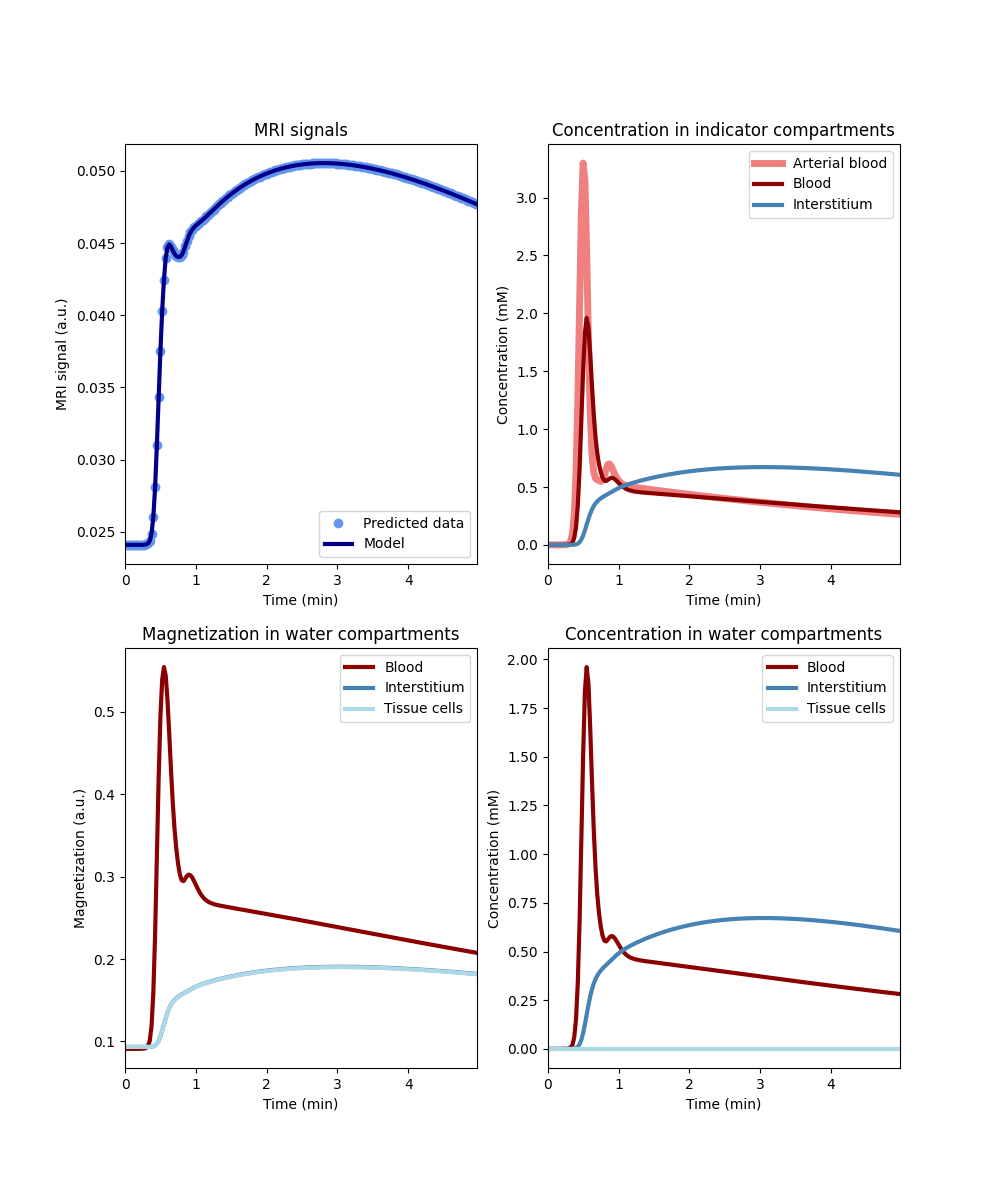 MRI signals
MRI signal (a.u.)
0.050
0.045
0.040
0.035
0.030
0.025
0
1
2
3
4
Time (min)
Predicted data
Model
Concentration in indicator compartments
Concentration (mM)
3.0
2.5
2.0
1.5
1.0
0.5
0.0
0
1
2
3
4
Time (min)
Arterial blood
Blood
Interstitium
Magnetization in water compartments
Magnetization (a.u.)
0.5
0.4
0.3
0.2
0.1
0
1
2
3
4
Time (min)
Blood
Interstitium
Tissue cells
Concentration in water compartments
Concentration (mM)
2.00
1.75
1.50
1.25
1.00
0.75
0.50
0.25
0.00
0
1
2
3
4
Time (min)
Blood
Interstitium
Tissue cells